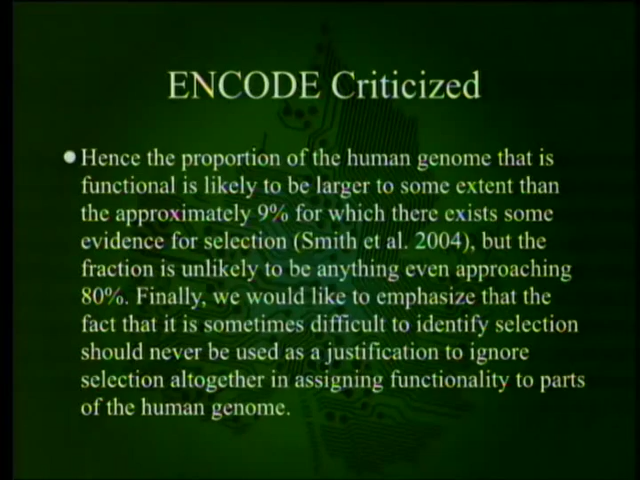 ENCODE Criticized
Hence the proportion of the human genome that is
functional is likely to be larger to some extent than
the approximately 9% for which there exists some
evidence for selection (Smith et al. 2004), but the
fraction is unlikely to be anything even approaching
80%. Finally, we would like to emphasize that the
fact that it is sometimes difficult to identify selection
should never be used as a justification to ignore
selection altogether in assigning functionality to parts
of the human genome.